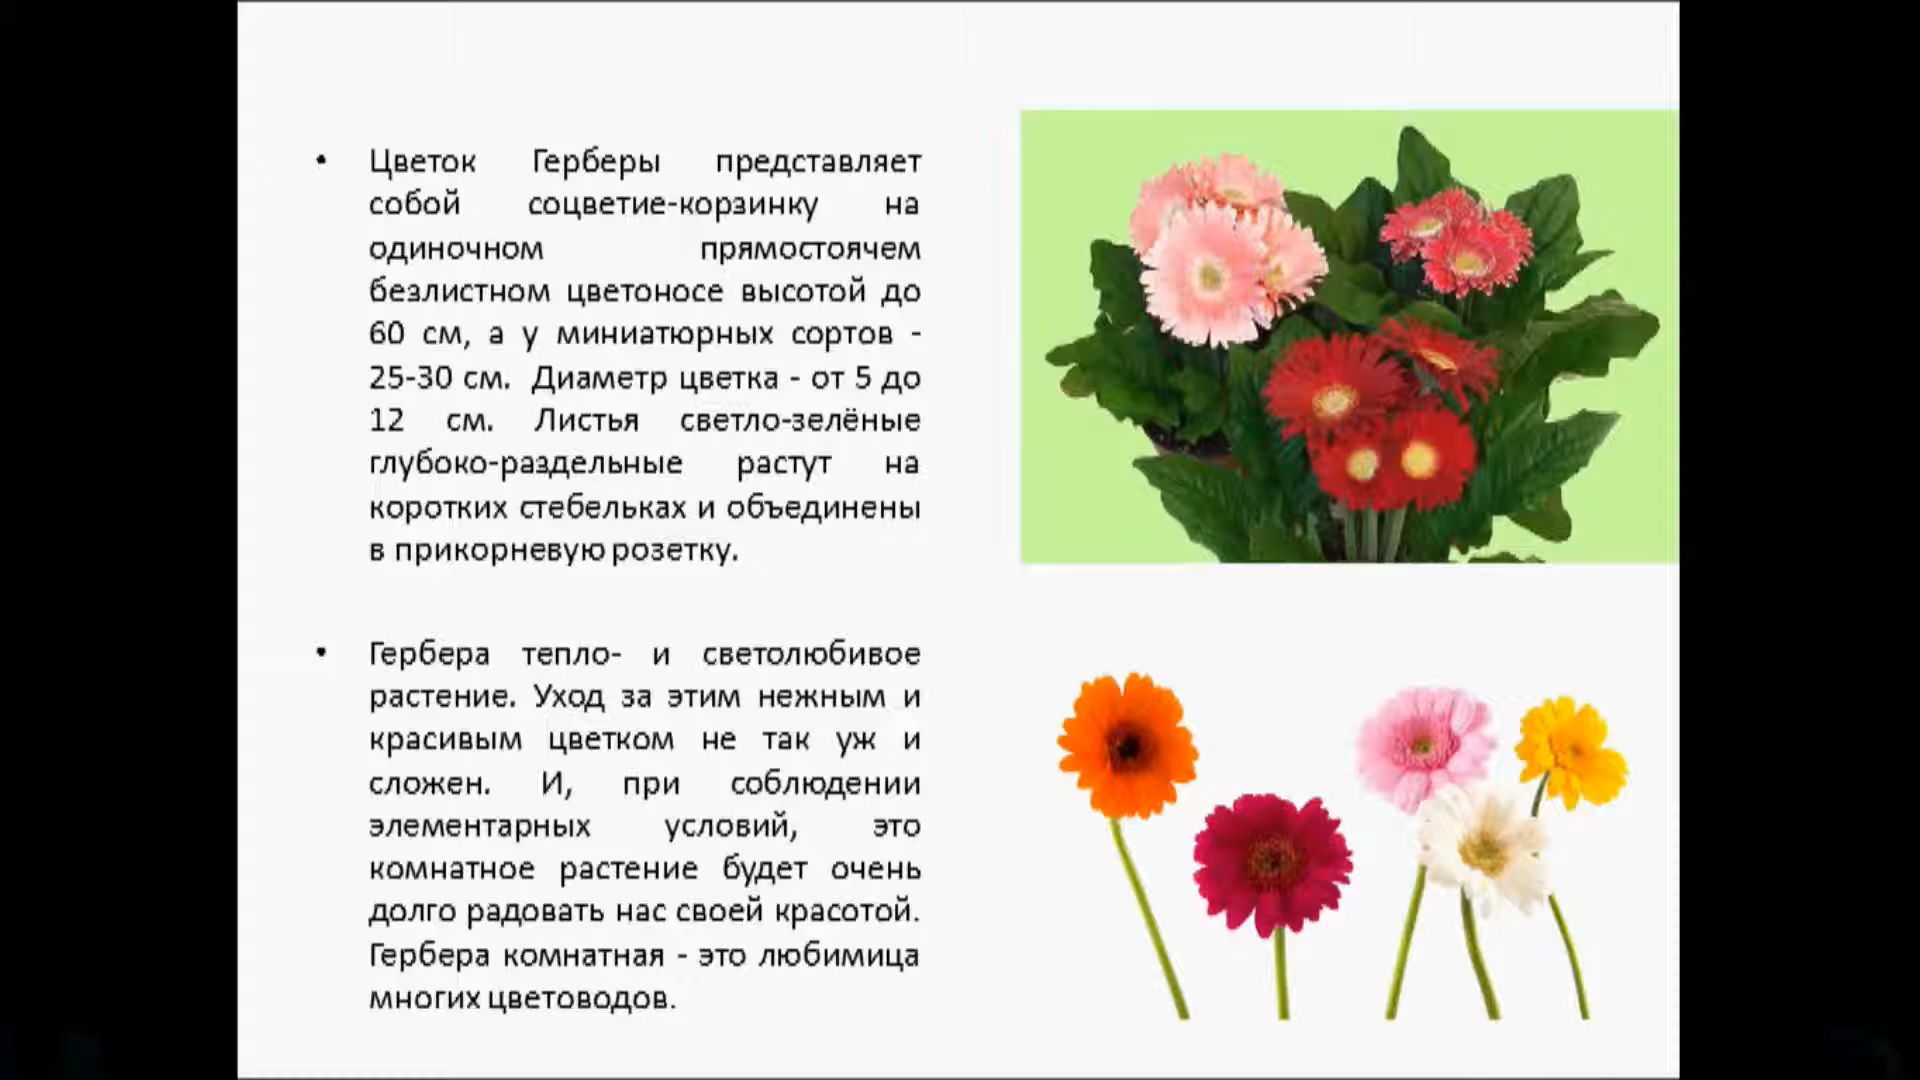 • Цветок Герберы представляет
собой соцветие-корзинку на
одиночном прямостоячем
безлистном цветоносе высотой до
60 см, а у миниатюрных сортов -
25-30 см. Диаметр цветка - от 5 до
12 см. Листья светло-зелёные
глубоко-раздельные растут на
коротких стебельках и объединены
в прикорневую розетку.
• Гербера тепло- и светолюбивое
растение. Уход за этим нежным и
красивым цветком не так уж и
сложен. И, при соблюдении
элементарных условий, это
комнатное растение будет очень
долго радовать нас своей красотой.
Гербера комнатная - это любимица
многих цветоводов.